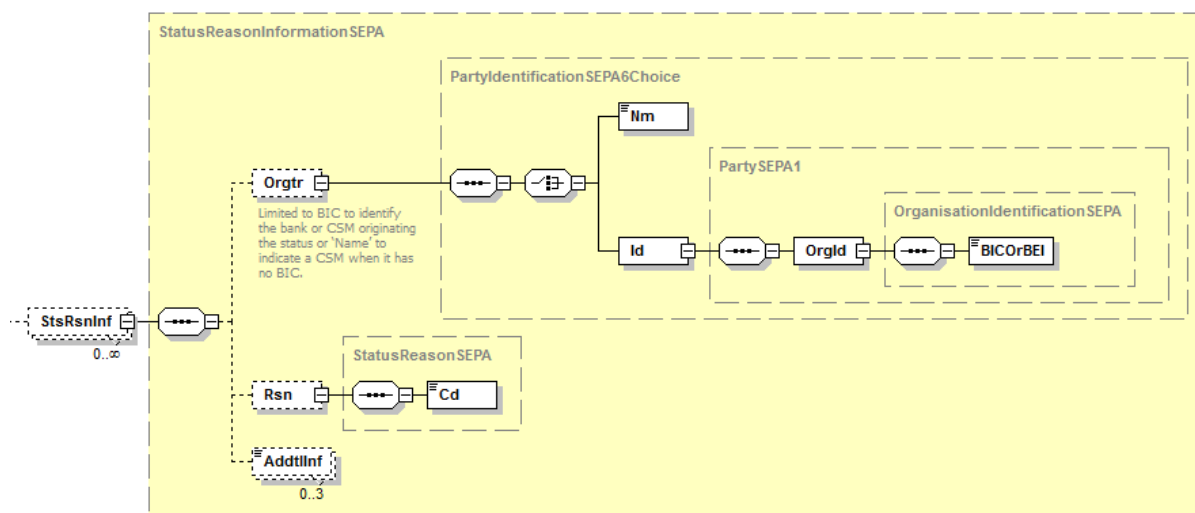 StatusReasonInformationSEPA
PartyIdentificationSEPA6Choice
Nm
PartySEPA1
Orgtr
OrganisationIdentificationSEPA
Limited to BIC to identify
the bank or CSM originating
the status or 'Name' to
indicate a CSM when it has
no BIC.
Id
OrgId
BICOrBEI
StsRsnInf
0..∞
StatusReasonSEPA
Rsn
Cd
AddtlInf
0..3